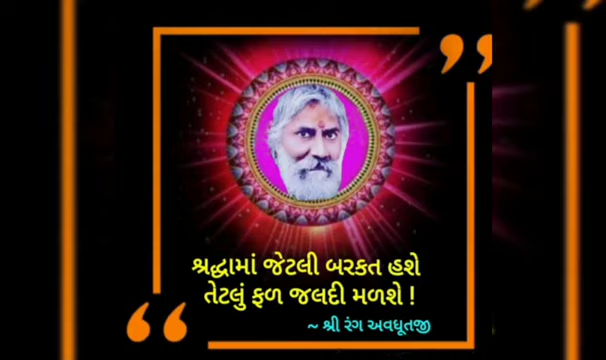 શ્રદ્ધામાં જેટલી બરકત હશે
તેટલું ફળ જલદી મળશે !
~ શ્રી રંગ અવધૂતજી